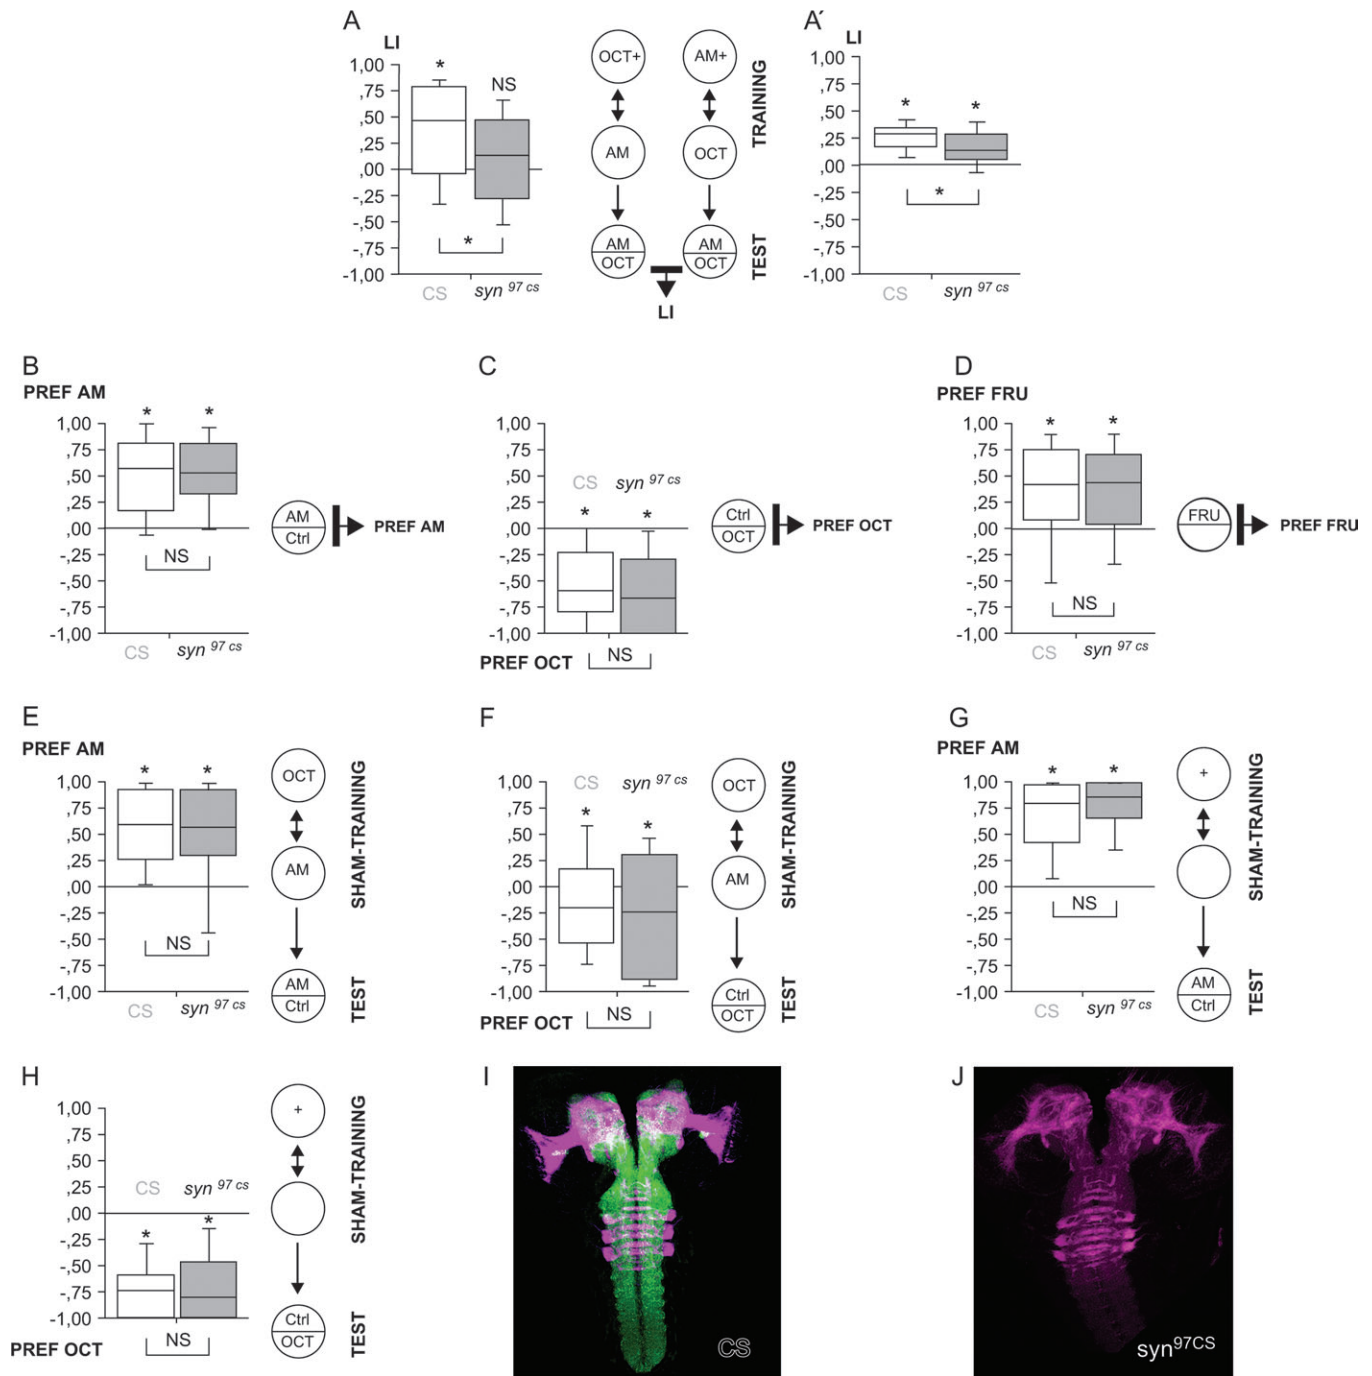 A
LI
*
NS
1,00
,75
,50
,25
,00
-,25
-,50
-,75
-1,00
*
CS
syn 97 cs
OCT+
AM+
AM
OCT
AM
OCT
AM
OCT
TRAINING
TEST
LI
A´
LI
*
*
1,00
,75
,50
,25
,00
-,25
-,50
-,75
-1,00
*
CS
syn 97 cs
B
PREF AM
*
*
1,00
,75
,50
,25
,00
-,25
-,50
-,75
-1,00
NS
CS
syn 97 cs
AM
Ctrl
PREF AM
C
1,00
,75
,50
,25
,00
-,25
-,50
-,75
-1,00
CS
syn 97 cs
*
*
PREF OCT
NS
Ctrl
OCT
PREF OCT
D
PREF FRU
*
*
1,00
,75
,50
,25
,00
-,25
-,50
-,75
-1,00
NS
CS
syn 97 cs
FRU
PREF FRU
E
PREF AM
*
*
1,00
,75
,50
,25
,00
-,25
-,50
-,75
-1,00
NS
CS
syn 97 cs
OCT
AM
AM
Ctrl
SHAM-TRAINING
TEST
F
1,00
,75
,50
,25
,00
-,25
-,50
-,75
-1,00
CS
syn 97 cs
*
*
PREF OCT
NS
OCT
AM
Ctrl
OCT
SHAM-TRAINING
TEST
G
PREF AM
*
*
1,00
,75
,50
,25
,00
-,25
-,50
-,75
-1,00
NS
CS
syn 97 cs
+
AM
Ctrl
SHAM-TRAINING
TEST
H
1,00
,75
,50
,25
,00
-,25
-,50
-,75
-1,00
CS
syn 97 cs
*
*
PREF OCT
NS
+
Ctrl
OCT
SHAM-TRAINING
TEST
I
CS
J
syn97CS